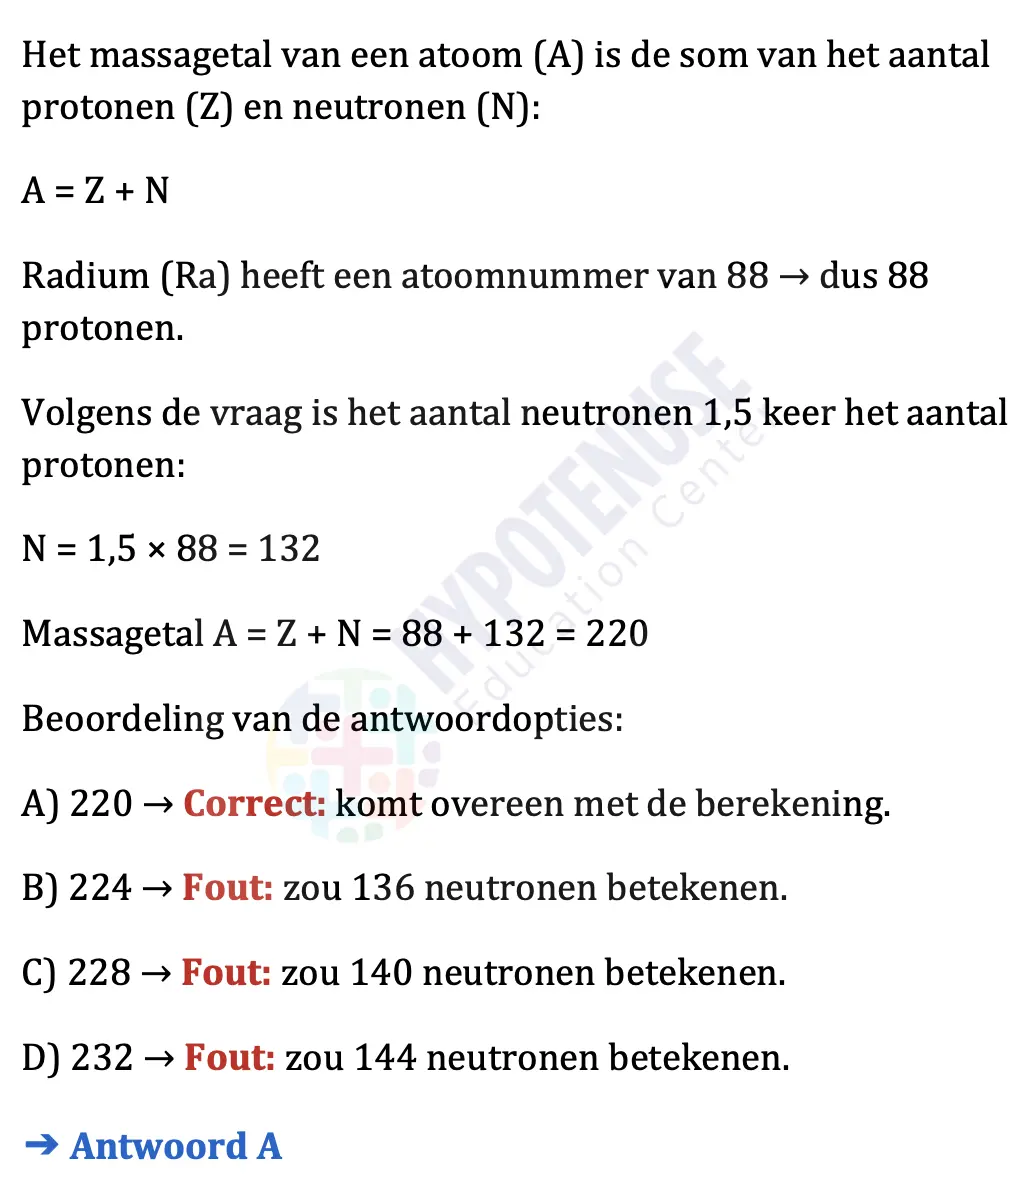 Het massagetal van een atoom (A) is de som van het aantal
protonen (Z) en neutronen (N):
A = Z + N
Radium (Ra) heeft een atoomnummer van 88 → dus 88
protonen.
Volgens de vraag is het aantal neutronen 1,5 keer het aantal
protonen:
N = 1,5 × 88 = 132
Massagetal A = Z + N = 88 + 132 = 220
Beoordeling van de antwoordopties:
A) 220 → Correct: komt overeen met de berekening.
B) 224 → Fout: zou 136 neutronen betekenen.
C) 228 → Fout: zou 140 neutronen betekenen.
D) 232 → Fout: zou 144 neutronen betekenen.
➔ Antwoord A
HYPOTENUSE
Education Center